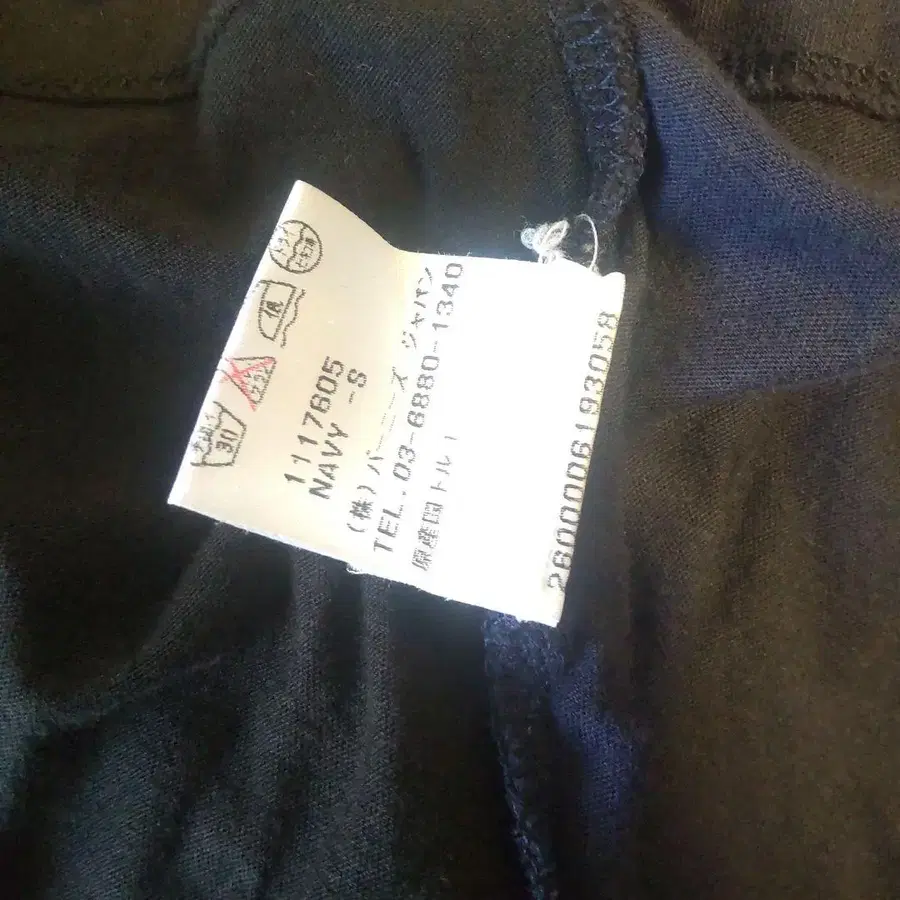 1117605
NAVY -S
(株)バーニーズ ジャパン
TEL.03-6880-1340
原産国トルコ
2600006193058